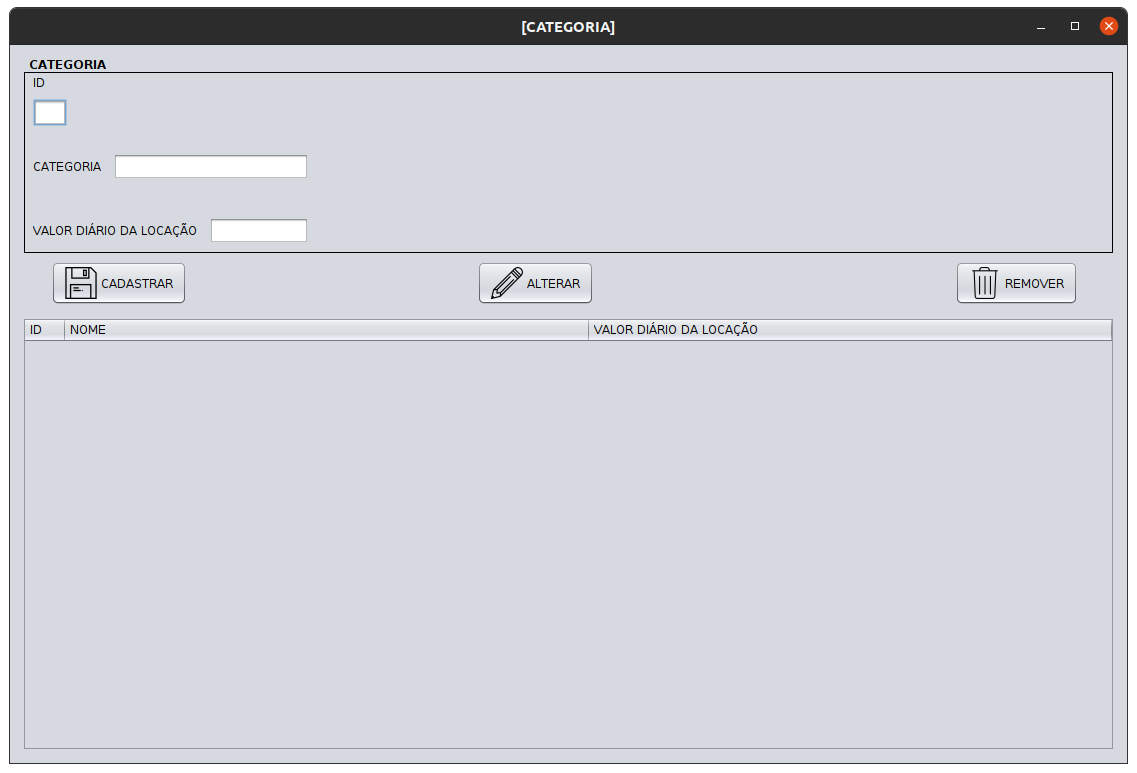 [CATEGORIA]
CATEGORIA
ID
CATEGORIA
VALOR DIÁRIO DA LOCAÇÃO
CADASTRAR ALTERAR REMOVER
ID NOME VALOR DIÁRIO DA LOCAÇÃO